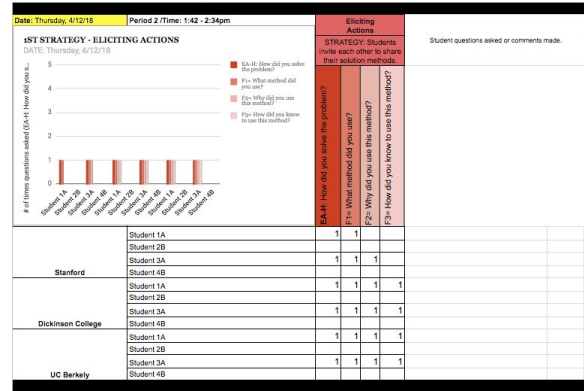 Date: Thursday, 4/12/18
Period 2 /Time: 1:42 - 2:34pm
Eliciting
Actions
STRATEGY: Students
invite each other to share
their solution methods.
Student questions asked or comments made.
1ST STRATEGY - ELICITING ACTIONS
DATE: Thursday, 4/12/18
# of times questions asked (EA-H: How did you s...
5
4
3
2
1
0
Student 1A
Student 2B
Student 3A
Student 4B
Student 1A
Student 2B
Student 3A
Student 4B
Student 1A
Student 2B
Student 3A
Student 4B
EA-H: How did you solve
the problem?
F1= What method did
you use?
F2= Why did you use
this method?
F3= How did you know
to use this method?
EA-H: How did you solve the problem?
F1= What method did you use?
F2= Why did you use this method?
F3= How did you know to use this method?
Student 1A 1 1
Student 2B
Student 3A 1 1 1
Stanford Student 4B
Student 1A 1 1 1 1
Student 2B
Student 3A 1 1 1 1
Dickinson College Student 4B
Student 1A 1 1 1 1
Student 2B
Student 3A 1 1 1 1
UC Berkely Student 4B